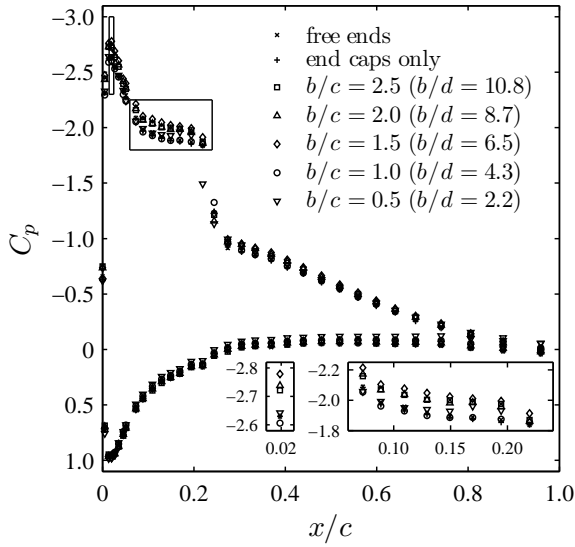 −3.0
× free ends
+ end caps only
−2.5
□ b/c = 2.5 (b/d = 10.8)
△ b/c = 2.0 (b/d = 8.7)
−2.0
◇ b/c = 1.5 (b/d = 6.5)
○ b/c = 1.0 (b/d = 4.3)
−1.5
▽ b/c = 0.5 (b/d = 2.2)
C_p
−1.0
−0.5
0
0.5
1.0
−2.8
−2.7
−2.6
0.02
−2.2
−2.0
−1.8
0.10 0.15 0.20
0 0.2 0.4 0.6 0.8 1.0
x/c